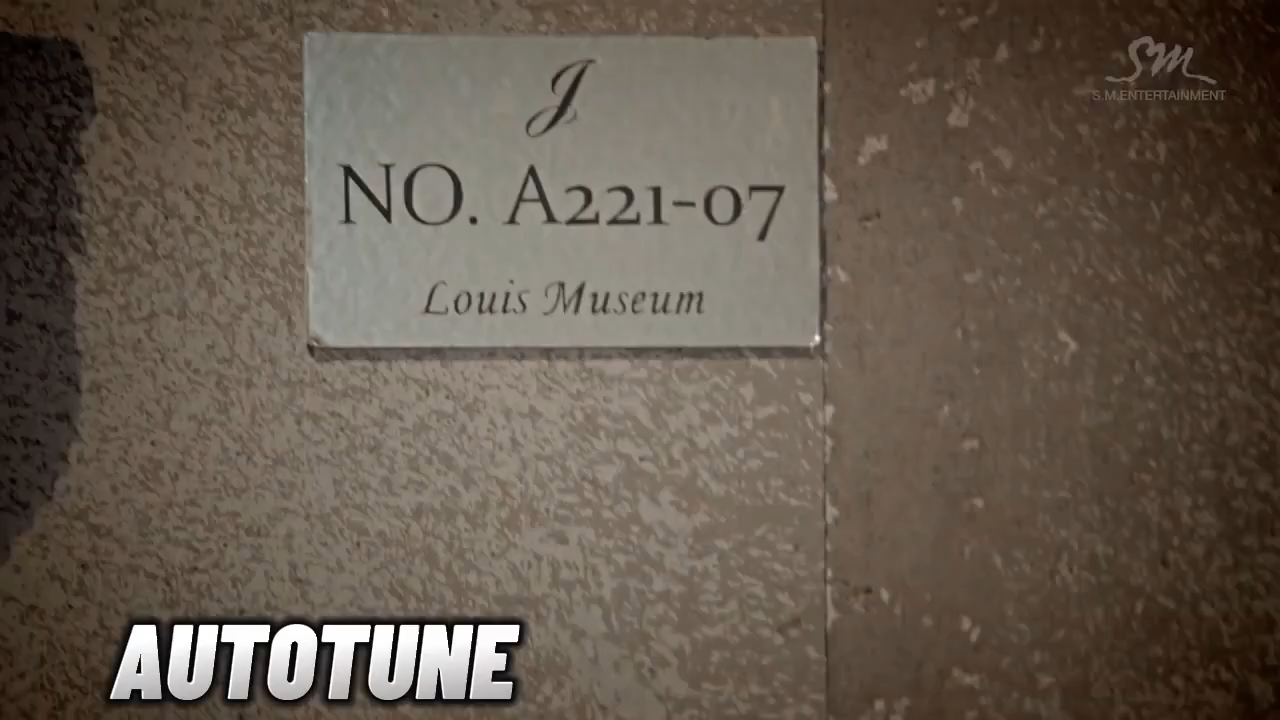 J
NO. A221-07
Louis Museum
SM
S.M.ENTERTAINMENT
AUTOTUNE